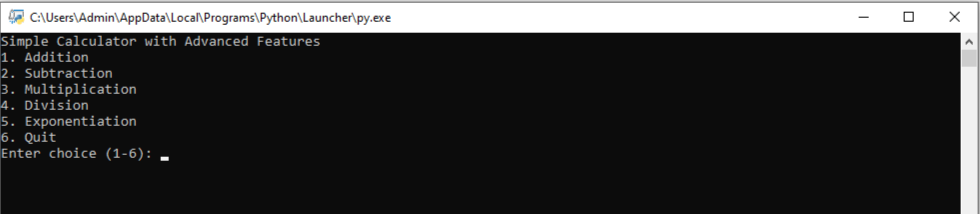 C:\Users\Admin\AppData\Local\Programs\Python\Launcher\py.exe
Simple Calculator with Advanced Features
1. Addition
2. Subtraction
3. Multiplication
4. Division
5. Exponentiation
6. Quit
Enter choice (1-6):